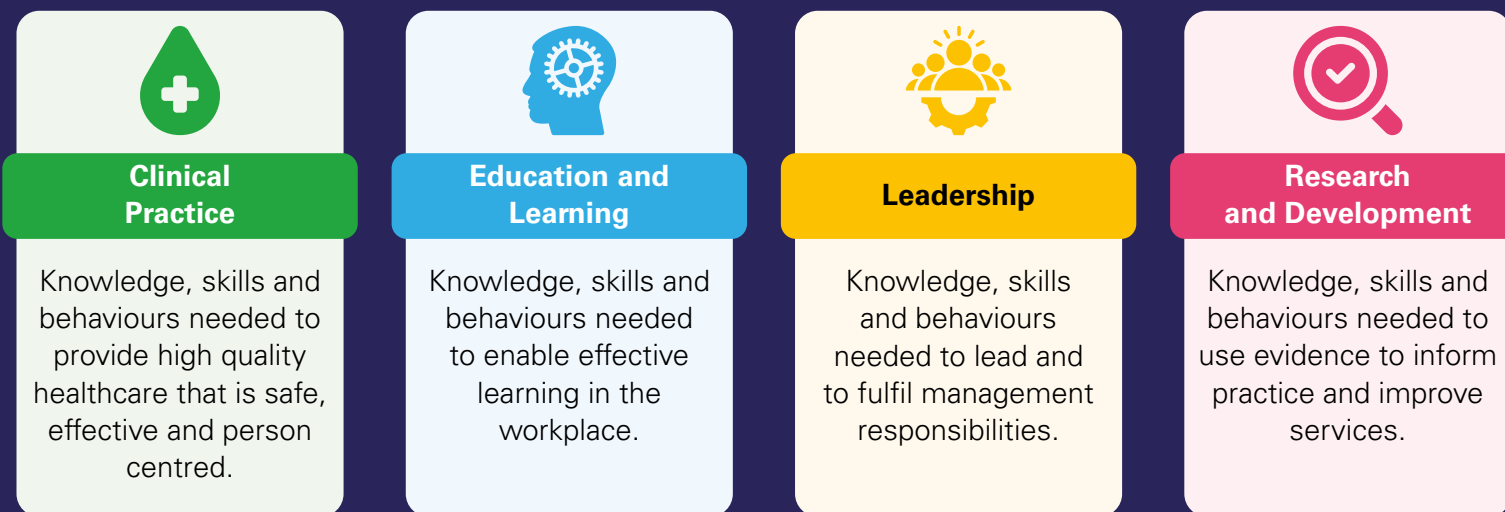 Clinical
Practice
Knowledge, skills and
behaviours needed to
provide high quality
healthcare that is safe,
effective and person
centred.
Education and
Learning
Knowledge, skills and
behaviours needed
to enable effective
learning in the
workplace.
Leadership
Knowledge, skills
and behaviours
needed to lead and
to fulfil management
responsibilities.
Research
and Development
Knowledge, skills and
behaviours needed to
use evidence to inform
practice and improve
services.